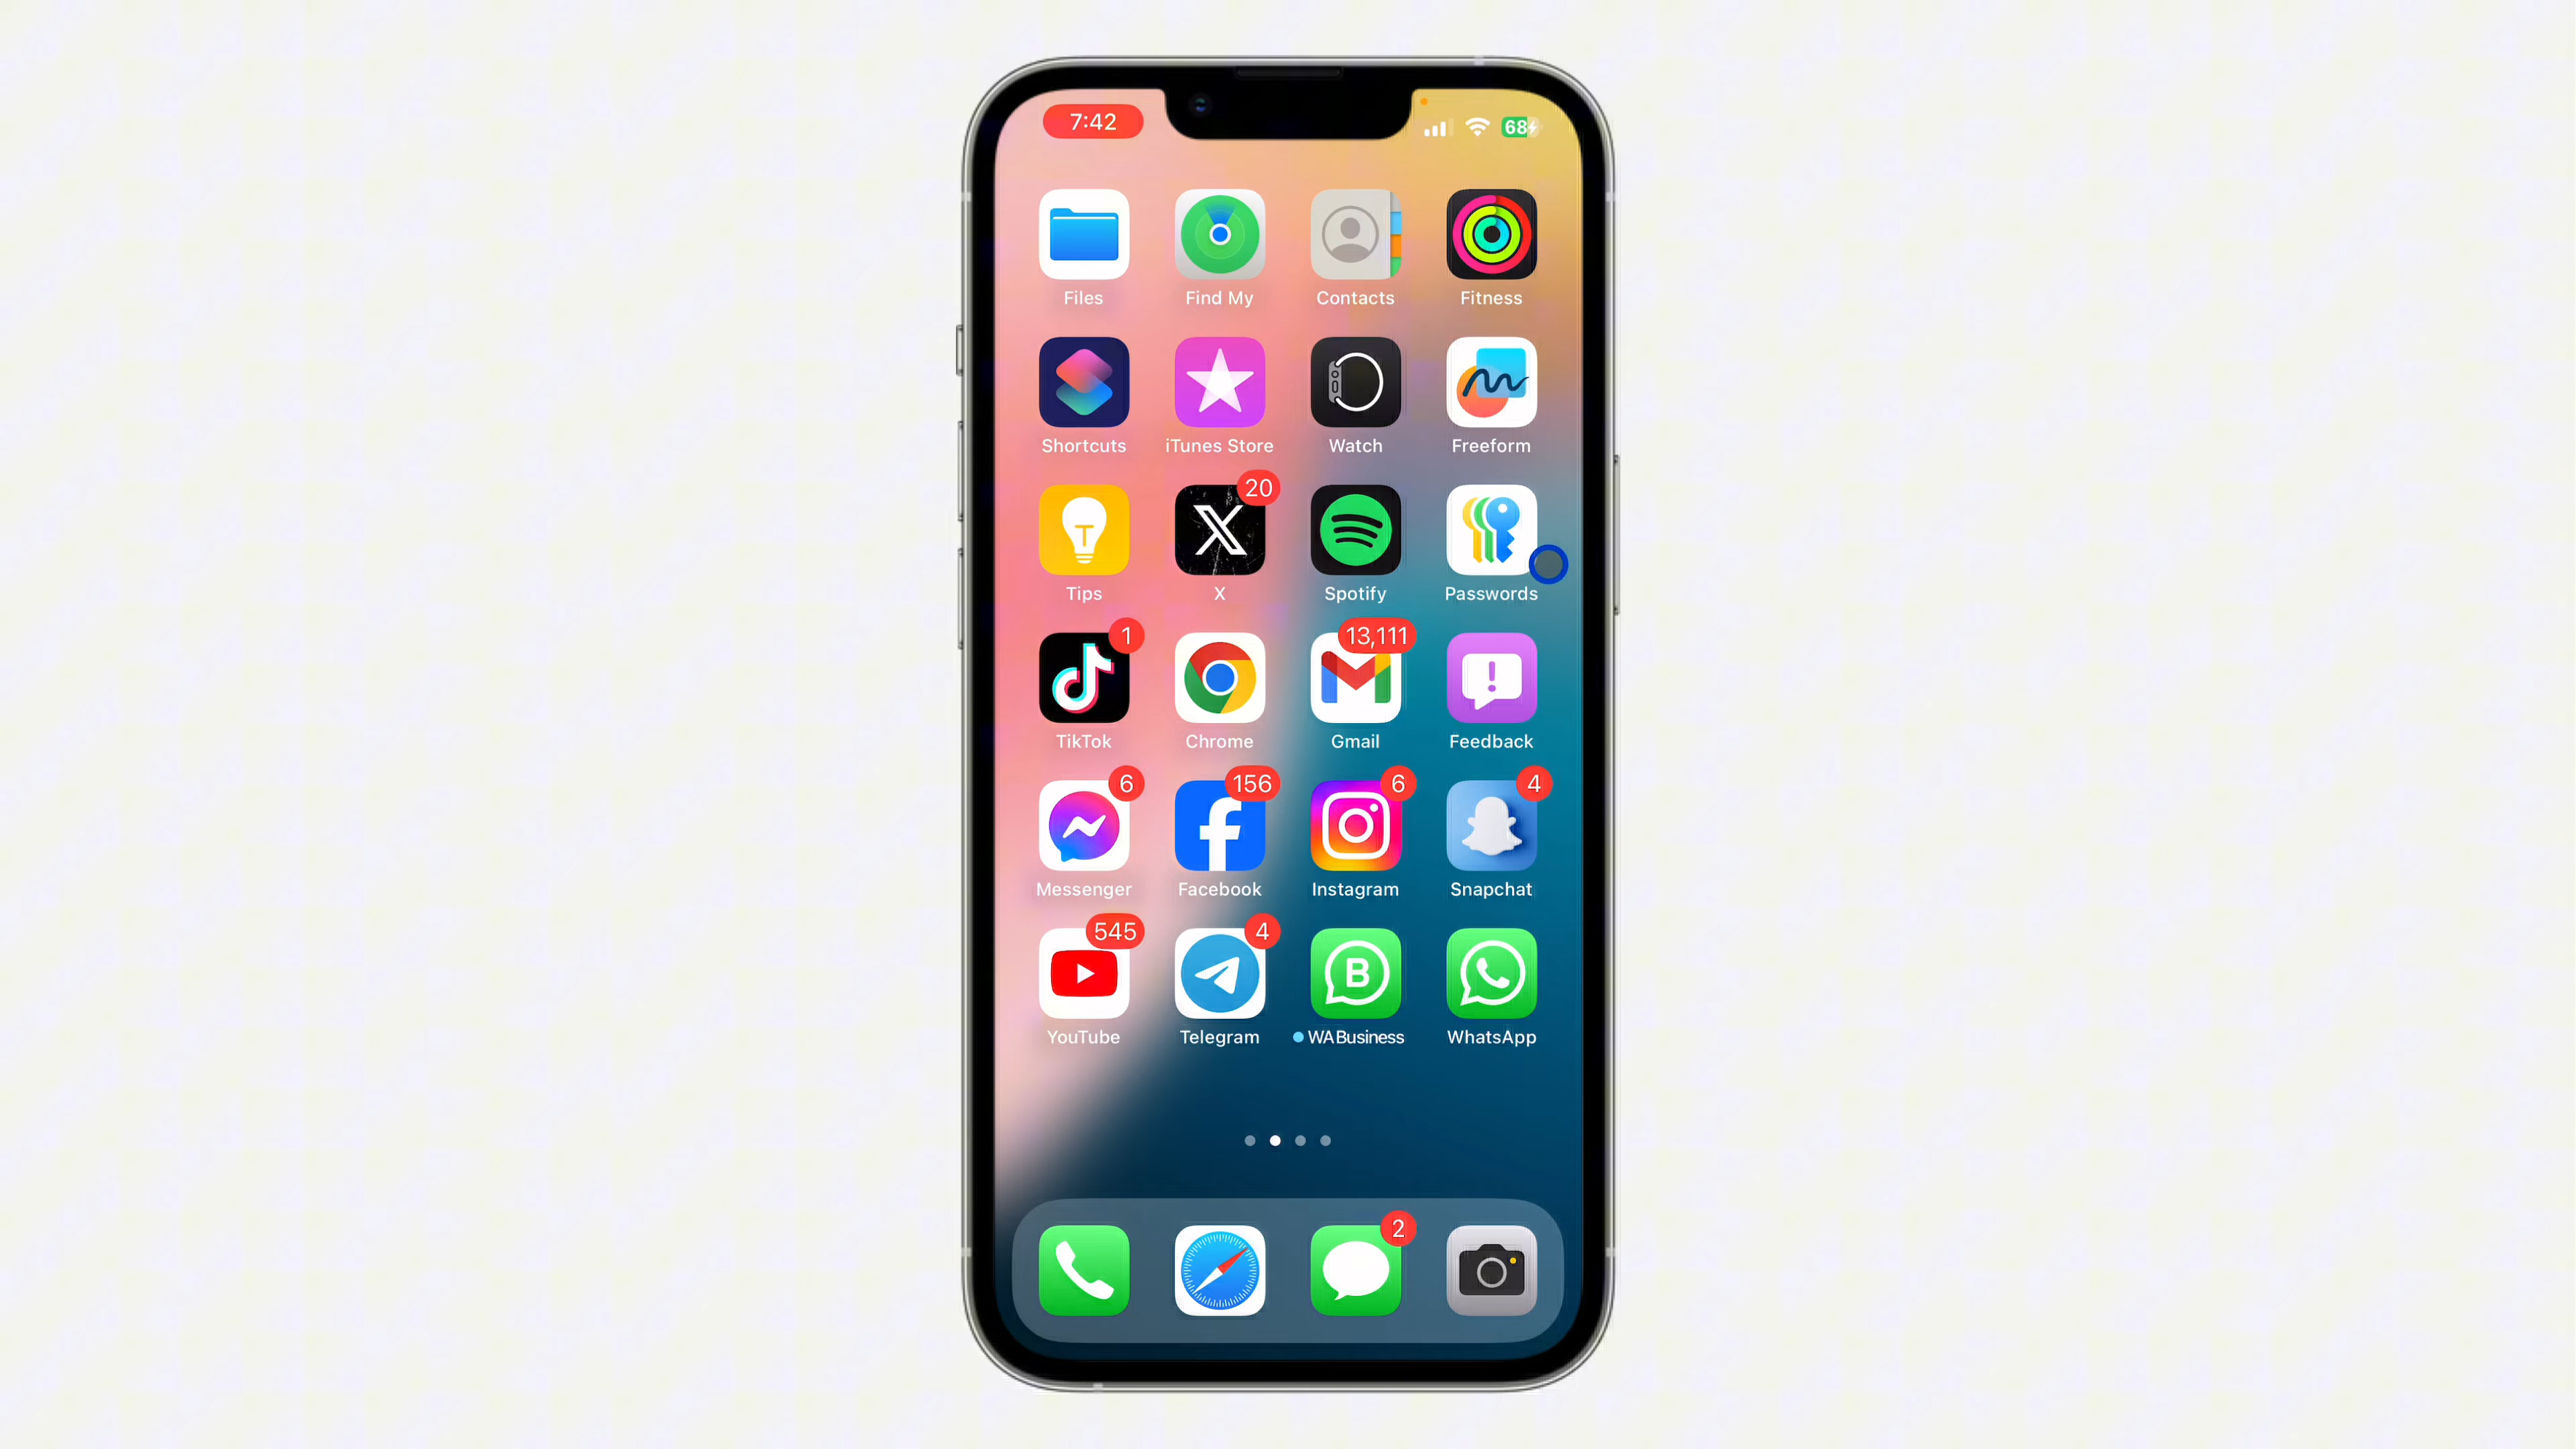 7:42
68
Files Find My Contacts Fitness
Shortcuts iTunes Store Watch Freeform
20
Tips X Spotify Passwords
1 13,111
TikTok Chrome Gmail Feedback
6 156 6 4
Messenger Facebook Instagram Snapchat
545 4
YouTube Telegram WA Business WhatsApp
2